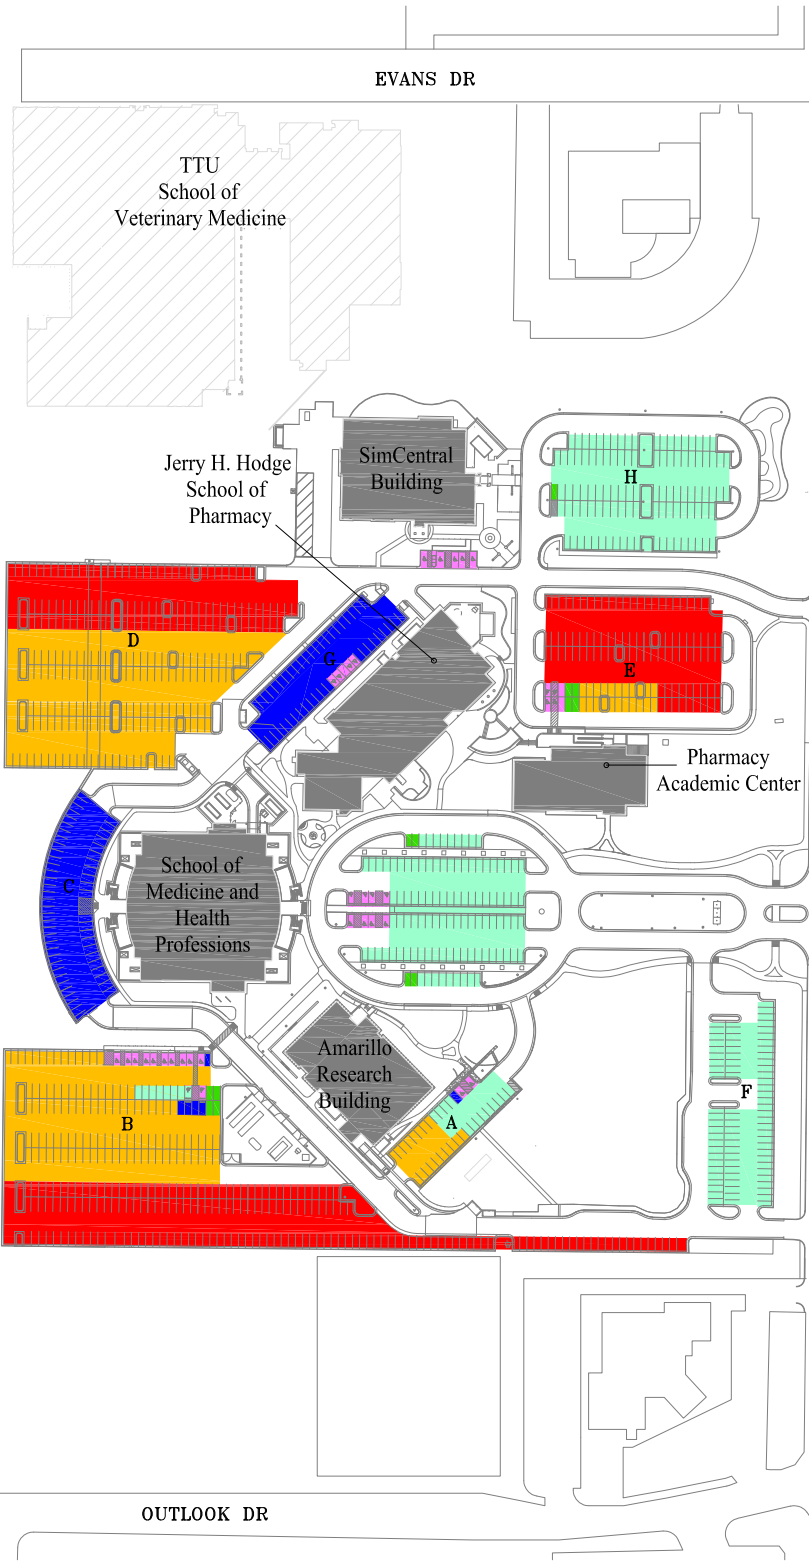 EVANS DR
TTU
School of
Veterinary Medicine
SimCentral
Building
Jerry H. Hodge
School of
Pharmacy
H
D
G
E
Pharmacy
Academic Center
School of
Medicine and
Health
Professions
C
Amarillo
Research
Building
F
A
B
OUTLOOK DR